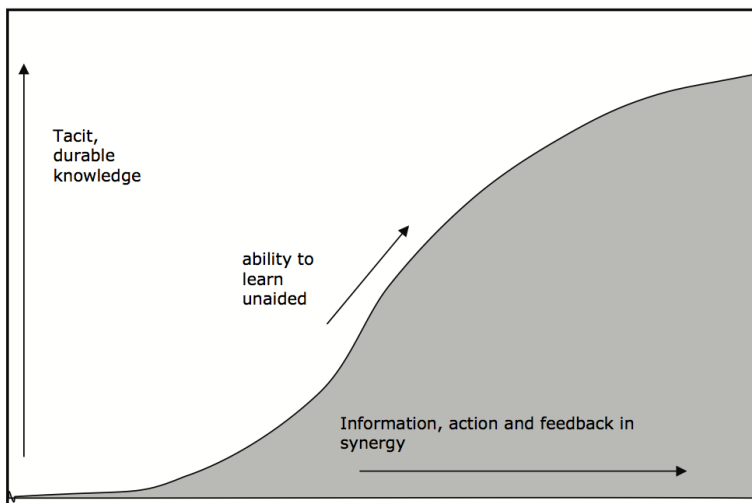 Tacit,
durable
knowledge
ability to
learn
unaided
Information, action and feedback in
synergy